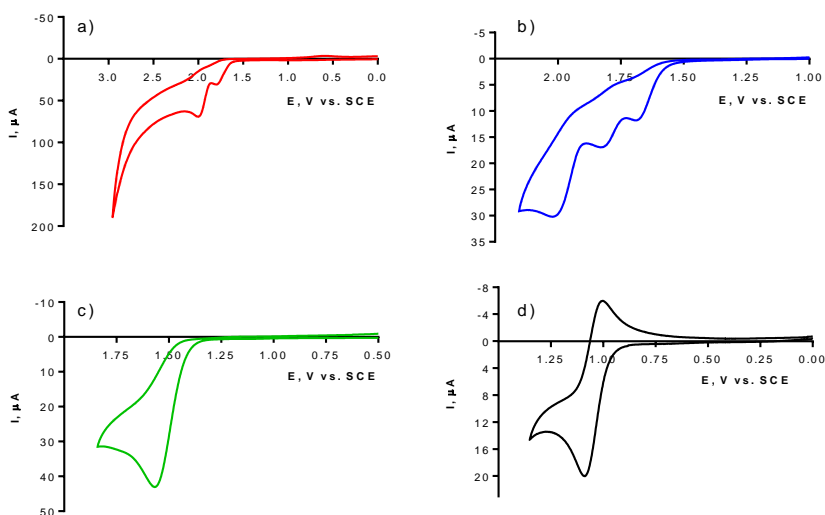 a)
-50
0
50
100
150
200
3.0 2.5 2.0 1.5 1.0 0.5 0.0
E, V vs. SCE
I, µA
b)
-5
0
5
10
15
20
25
30
35
2.00 1.75 1.50 1.25 1.00
E, V vs. SCE
I, µA
c)
-10
0
10
20
30
40
50
1.75 1.50 1.25 1.00 0.75 0.50
E, V vs. SCE
I, µA
d)
-8
-4
0
4
8
12
16
20
1.25 1.00 0.75 0.50 0.25 0.00
E, V vs. SCE
I, µA